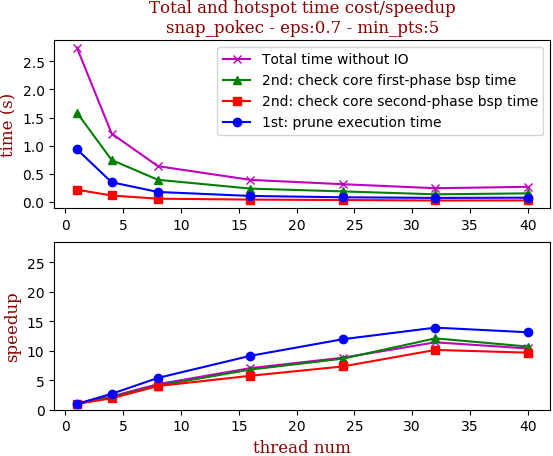 Total and hotspot time cost/speedup
snap_pokec - eps:0.7 - min_pts:5
time (s)
2.5
2.0
1.5
1.0
0.5
0.0
Total time without IO
2nd: check core first-phase bsp time
2nd: check core second-phase bsp time
1st: prune execution time
0 5 10 15 20 25 30 35 40
speedup
25
20
15
10
5
0
0 5 10 15 20 25 30 35 40
thread num